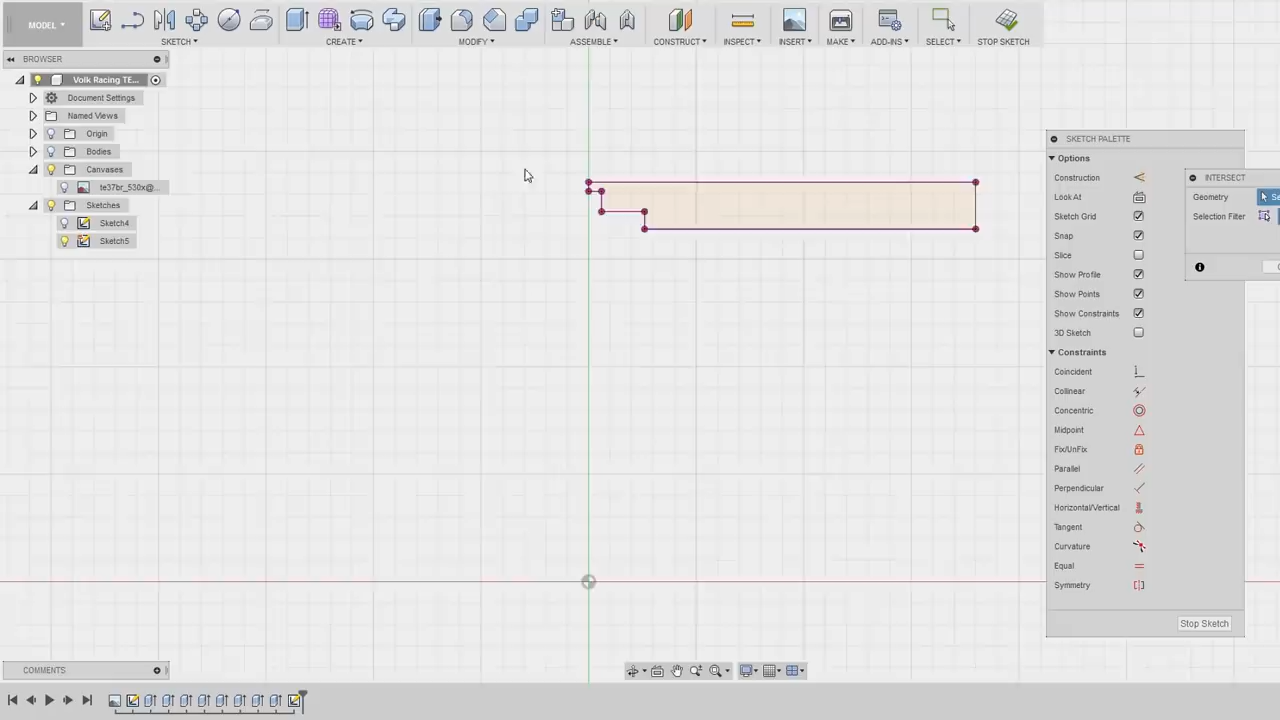 MODEL
SKETCH
CREATE
MODIFY
ASSEMBLE
CONSTRUCT
INSPECT
INSERT
MAKE
ADD-INS
SELECT
STOP SKETCH
BROWSER
Volk Racing TE...
Document Settings
Named Views
Origin
Bodies
Canvases
te37br_530x@...
Sketches
Sketch4
Sketch5
SKETCH PALETTE
Options
Construction
Look At
Sketch Grid
Snap
Slice
Show Profile
Show Points
Show Constraints
3D Sketch
Constraints
Coincident
Collinear
Concentric
Midpoint
Fix/UnFix
Parallel
Perpendicular
Horizontal/Vertical
Tangent
Curvature
Equal
Symmetry
Stop Sketch
INTERSECT
Geometry
Selection Filter
COMMENTS